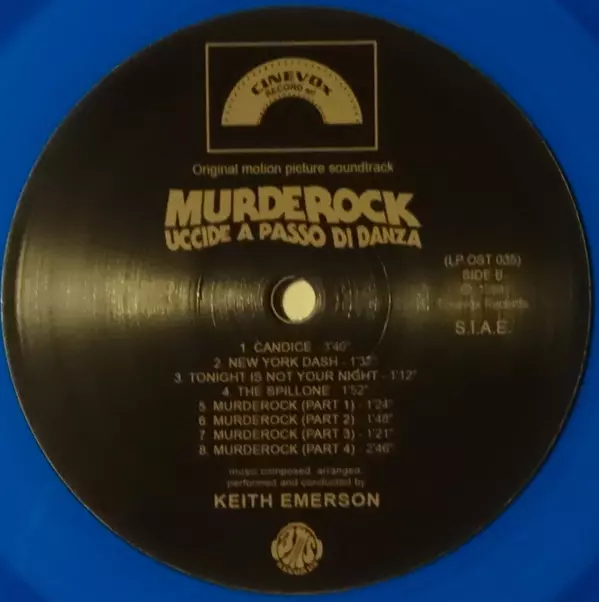 CINEVOX
RECORD
Original motion picture soundtrack
MURDEROCK
UCCIDE A PASSO DI DANZA
(LP OST 035)
SIDE B
Records
S.I.A.E.
1. CANDICE - 1'46"
2. NEW YORK DASH - 1'32"
3. TONIGHT IS NOT YOUR NIGHT - 1'12"
4. THE SPILLONE - 1'52"
5. MURDEROCK (PART 1) - 1'24"
6. MURDEROCK (PART 2) - 1'48"
7. MURDEROCK (PART 3) - 1'21"
8. MURDEROCK (PART 4) - 2'46"
music composed, arranged,
performed and conducted by
KEITH EMERSON